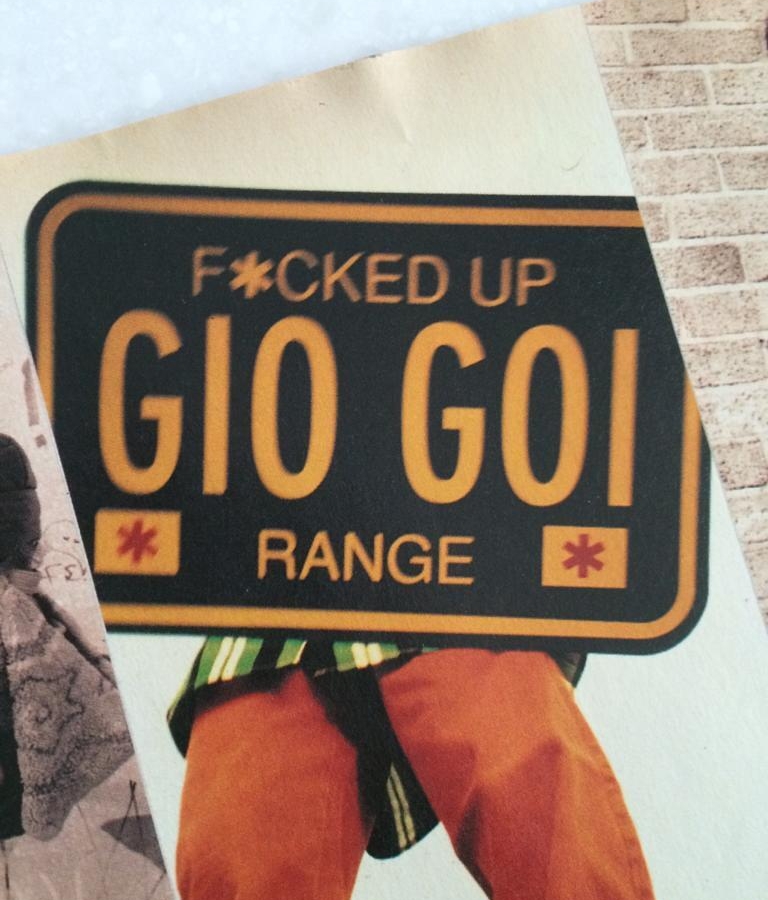 F*CKED UP
GIO GOI
* RANGE *